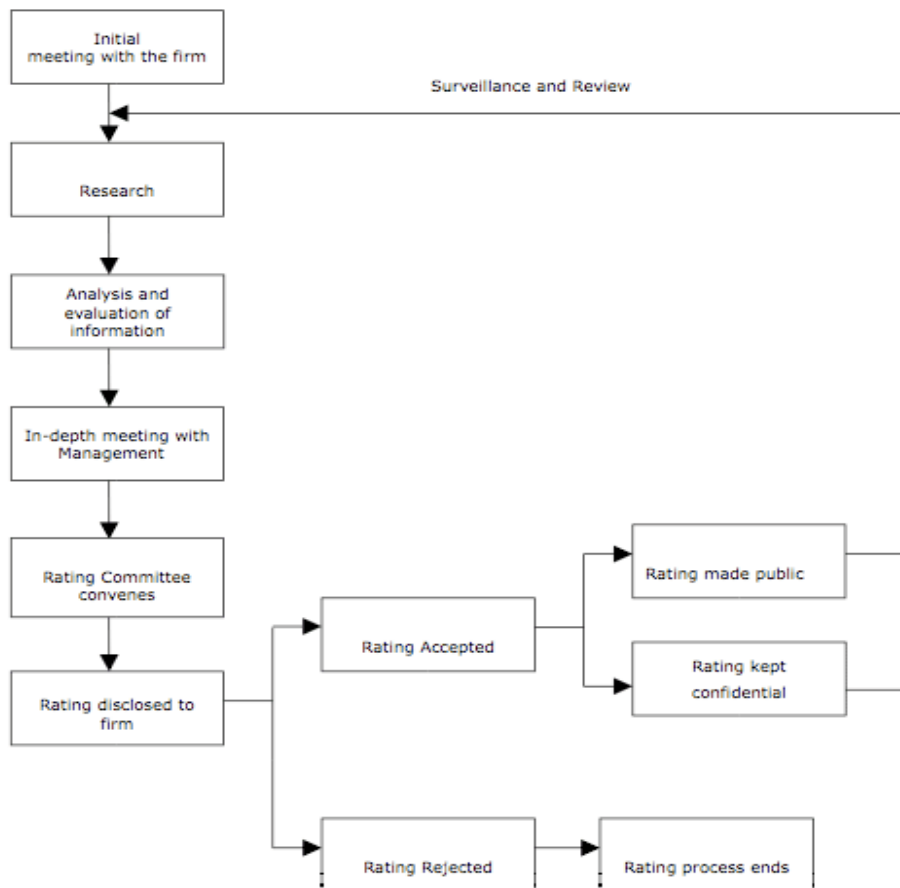 Initial
meeting with the firm
Surveillance and Review
Research
Analysis and
evaluation of
information
In-depth meeting with
Management
Rating Committee
convenes
Rating disclosed to
firm
Rating Accepted
Rating made public
Rating kept
confidential
Rating Rejected
Rating process ends